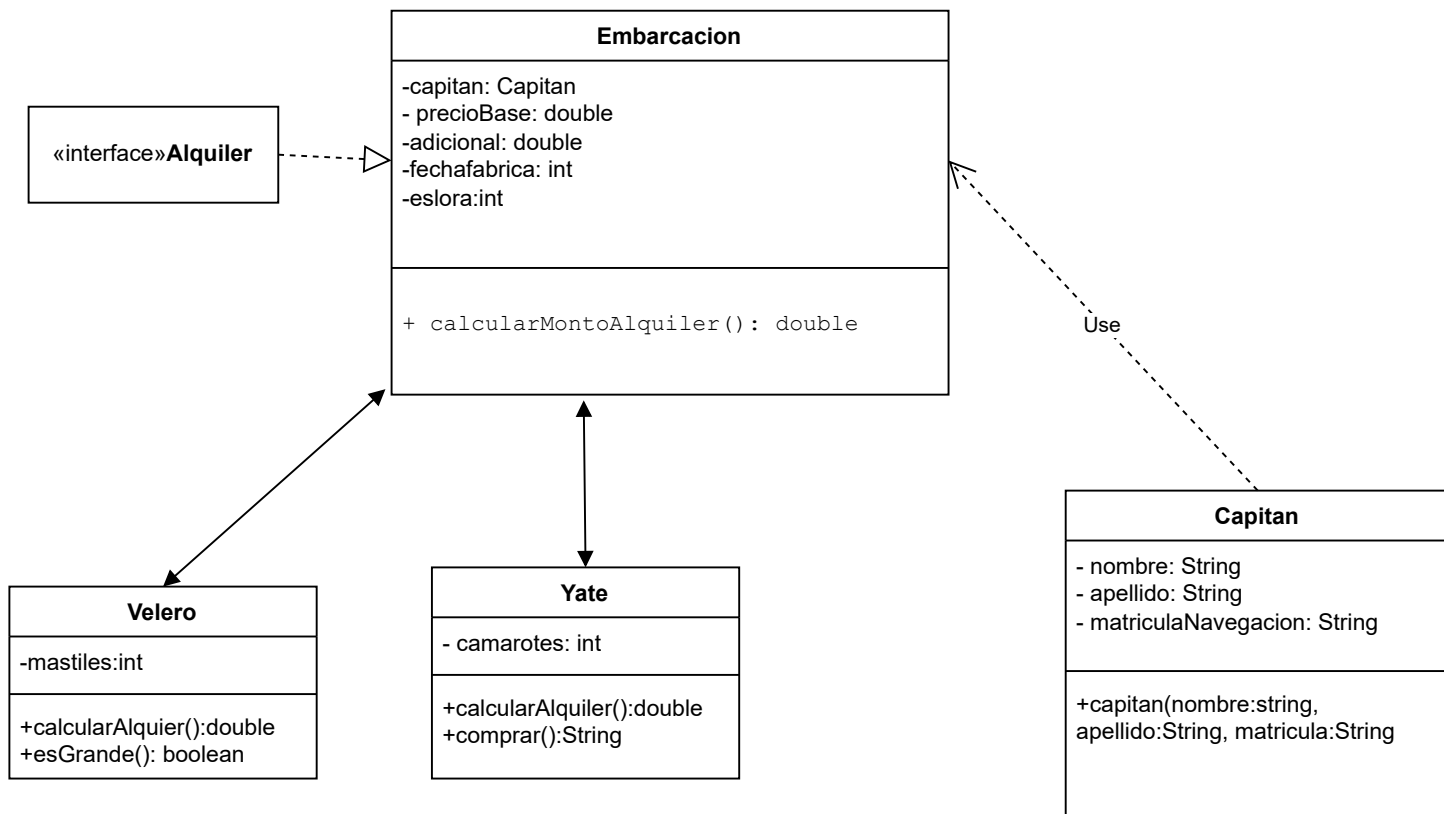 Embarcacion
-capitan: Capitan
- precioBase: double
-adicional: double
-fechafabrica: int
-eslora:int
+ calcularMontoAlquiler(): double
«interface»Alquiler
Use
Velero
-mastiles:int
+calcularAlquier():double
+esGrande(): boolean
Yate
- camarotes: int
+calcularAlquiler():double
+comprar():String
Capitan
- nombre: String
- apellido: String
- matriculaNavegacion: String
+capitan(nombre:string,
apellido:String, matricula:String